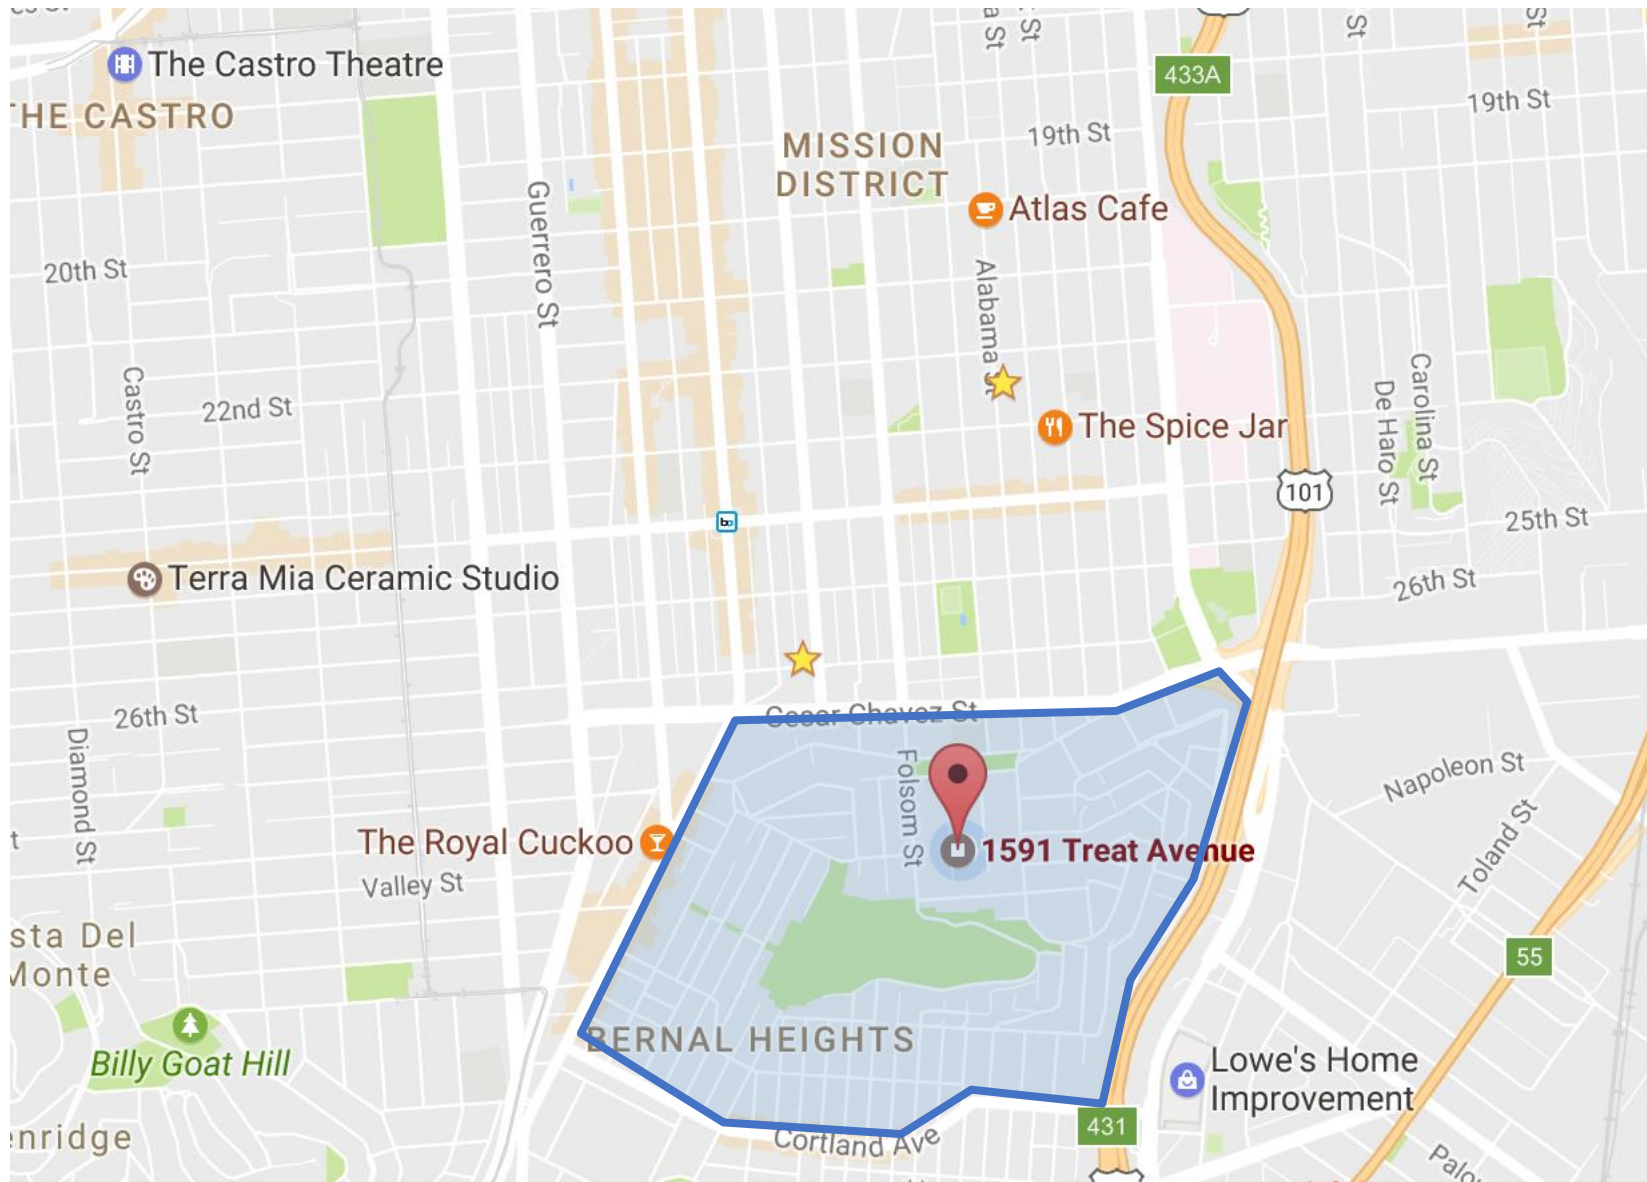 The Castro Theatre
HE CASTRO
433A
19th St
19th St
MISSION
DISTRICT
Atlas Cafe
Guerrero St
20th St
Alabama St
Castro St
22nd St
Carolina St
De Haro St
The Spice Jar
101
25th St
26th St
Terra Mia Ceramic Studio
26th St
Cesar Chavez St
Diamond St
Folsom St
Napoleon St
Toland St
The Royal Cuckoo
1591 Treat Avenue
Valley St
sta Del
Monte
55
BERNAL HEIGHTS
Billy Goat Hill
Lowe's Home
Improvement
431
Cortland Ave
enridge